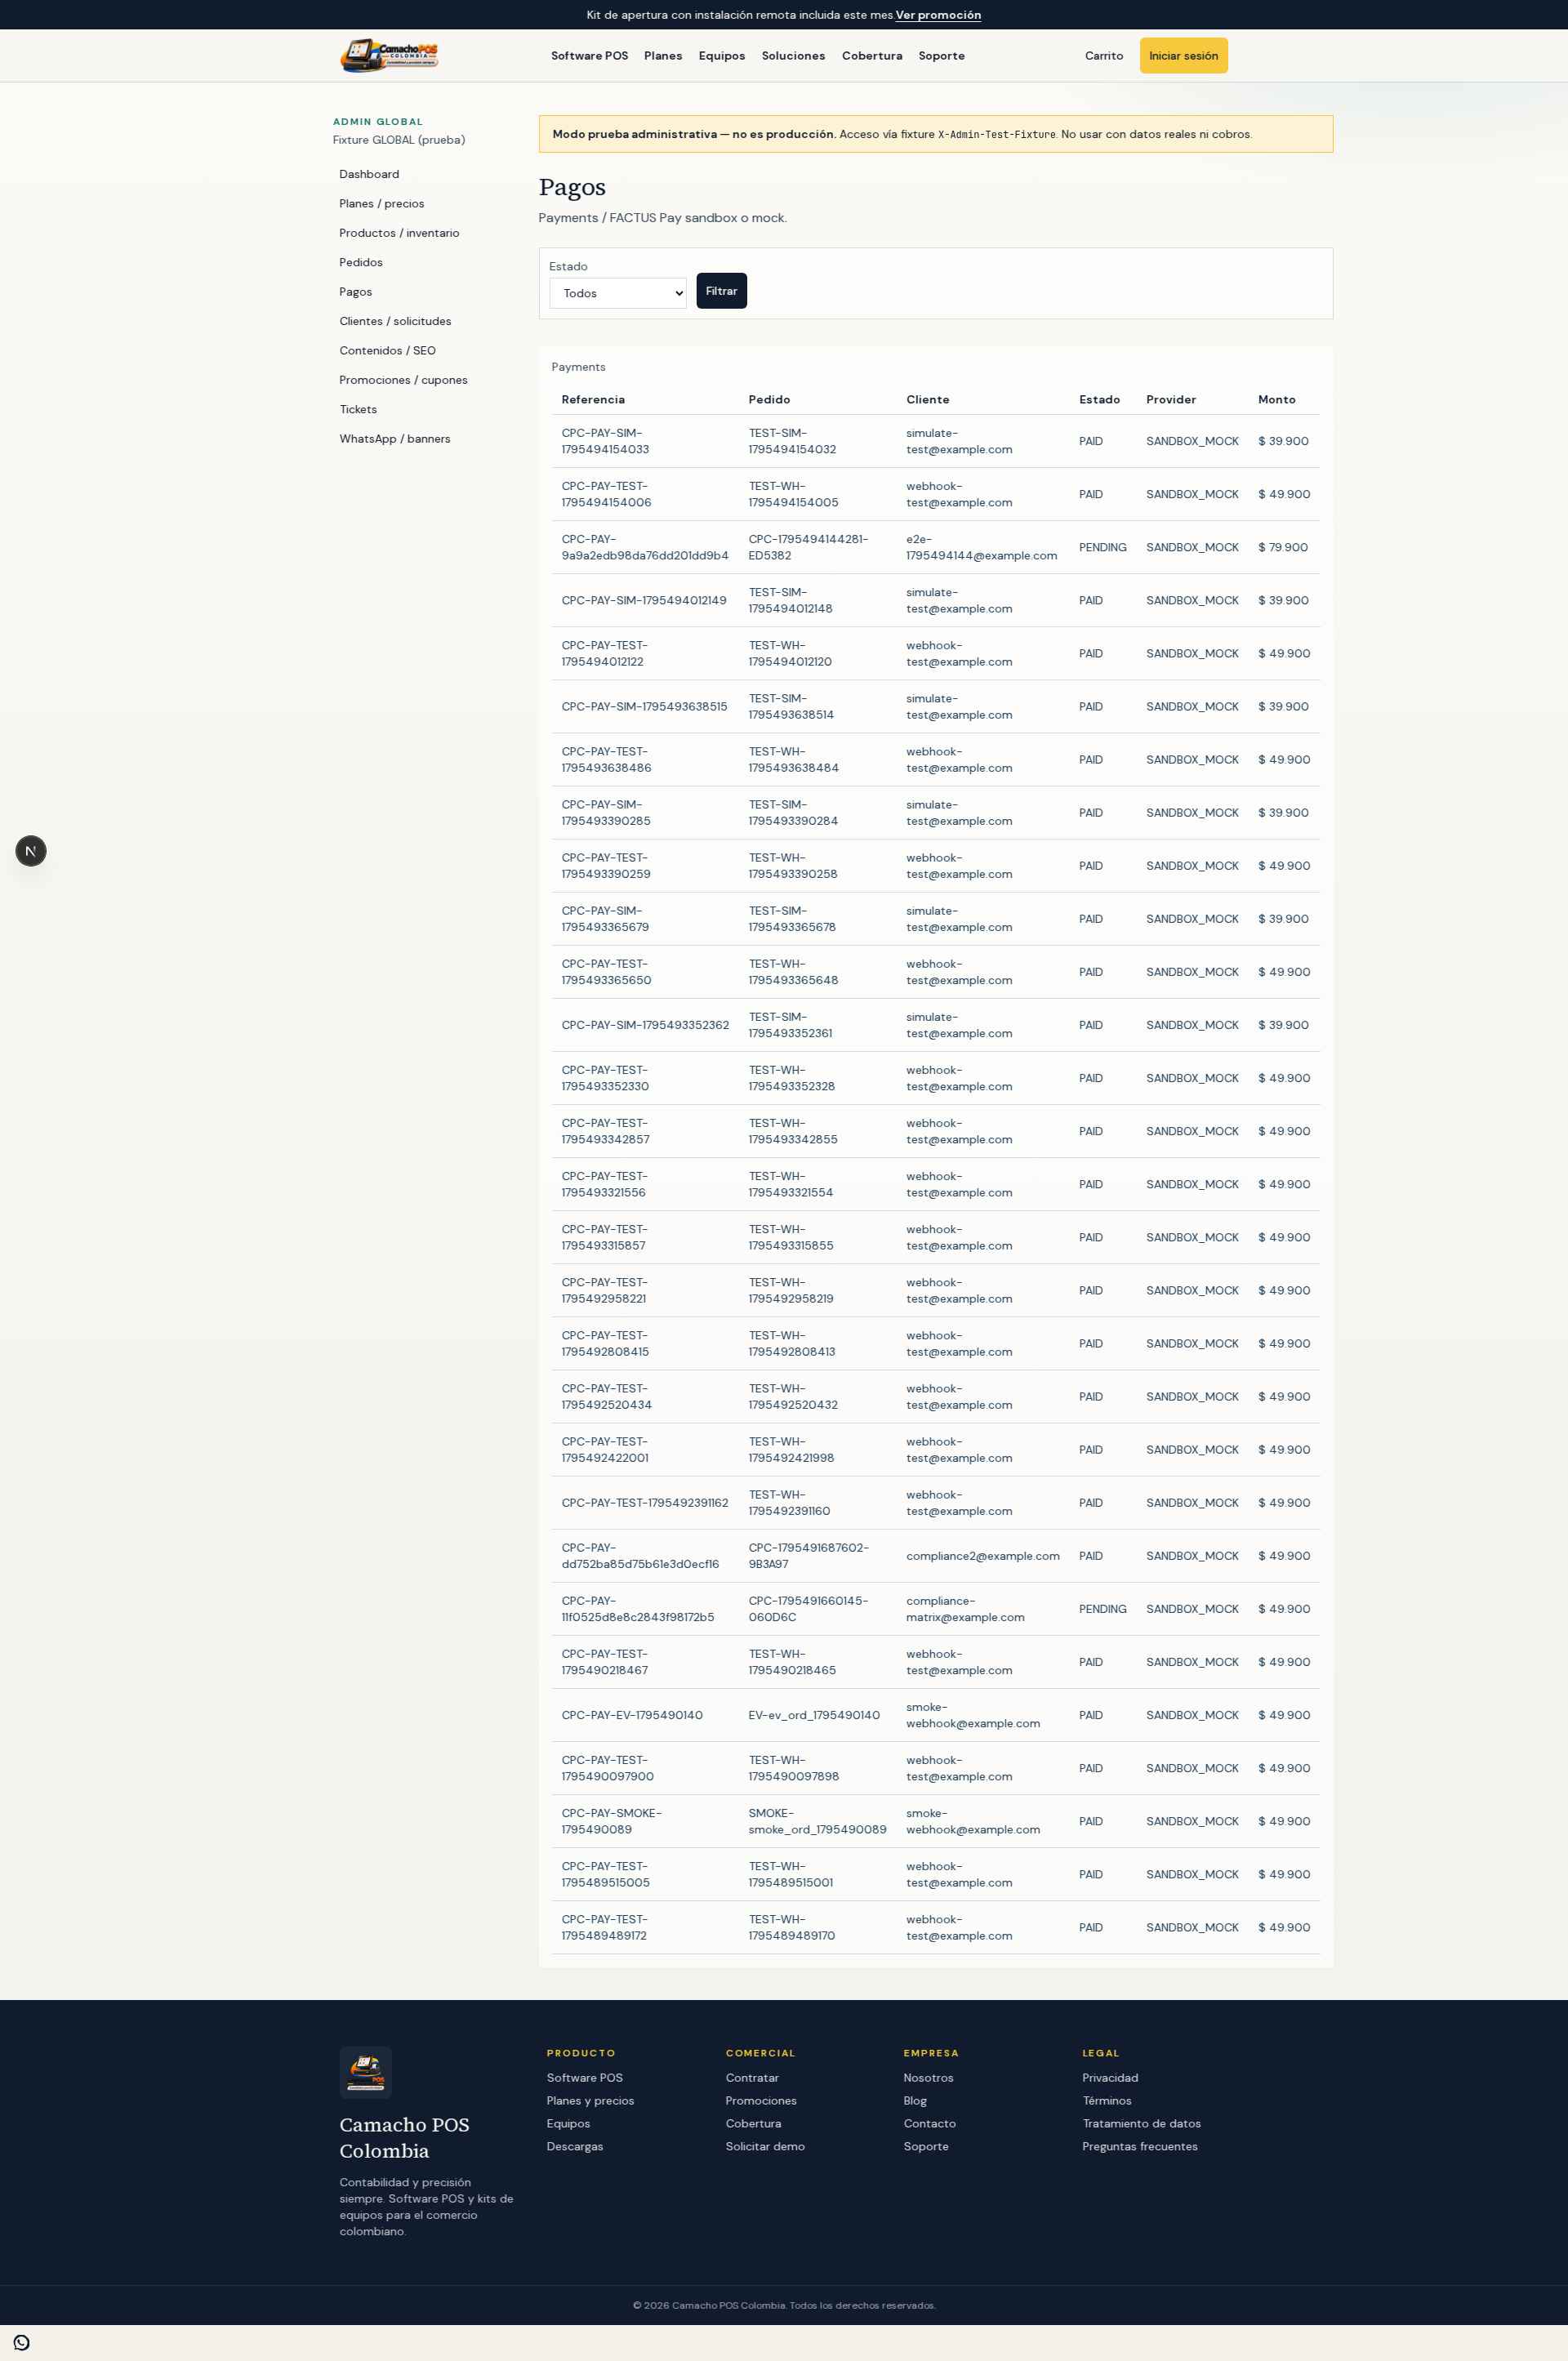 Kit de apertura con instalación remota incluida este mes.Ver promoción
CamachoPOS
COLOMBIA
Software POS Planes Equipos Soluciones Cobertura Soporte
Carrito Iniciar sesión
ADMIN GLOBAL
Fixture GLOBAL (prueba)
Dashboard
Planes / precios
Productos / inventario
Pedidos
Pagos
Clientes / solicitudes
Contenidos / SEO
Promociones / cupones
Tickets
WhatsApp / banners
Modo prueba administrativa — no es producción. Acceso vía fixture X-Admin-Test-Fixture. No usar con datos reales ni cobros.
Pagos
Payments / FACTUS Pay sandbox o mock.
Estado
Todos Filtrar
Payments
Referencia Pedido Cliente Estado Provider Monto
CPC-PAY-SIM-1795494154033 TEST-SIM-1795494154032 simulate-test@example.com PAID SANDBOX_MOCK $ 39.900
CPC-PAY-TEST-1795494154006 TEST-WH-1795494154005 webhook-test@example.com PAID SANDBOX_MOCK $ 49.900
CPC-PAY-9a9a2edb98da76dd201dd9b4 CPC-1795494144281-ED5382 e2e-1795494144@example.com PENDING SANDBOX_MOCK $ 79.900
CPC-PAY-SIM-1795494012149 TEST-SIM-1795494012148 simulate-test@example.com PAID SANDBOX_MOCK $ 39.900
CPC-PAY-TEST-1795494012122 TEST-WH-1795494012120 webhook-test@example.com PAID SANDBOX_MOCK $ 49.900
CPC-PAY-SIM-1795493638515 TEST-SIM-1795493638514 simulate-test@example.com PAID SANDBOX_MOCK $ 39.900
CPC-PAY-TEST-1795493638486 TEST-WH-1795493638484 webhook-test@example.com PAID SANDBOX_MOCK $ 49.900
CPC-PAY-SIM-1795493390285 TEST-SIM-1795493390284 simulate-test@example.com PAID SANDBOX_MOCK $ 39.900
CPC-PAY-TEST-1795493390259 TEST-WH-1795493390258 webhook-test@example.com PAID SANDBOX_MOCK $ 49.900
CPC-PAY-SIM-1795493365679 TEST-SIM-1795493365678 simulate-test@example.com PAID SANDBOX_MOCK $ 39.900
CPC-PAY-TEST-1795493365650 TEST-WH-1795493365648 webhook-test@example.com PAID SANDBOX_MOCK $ 49.900
CPC-PAY-SIM-1795493352362 TEST-SIM-1795493352361 simulate-test@example.com PAID SANDBOX_MOCK $ 39.900
CPC-PAY-TEST-1795493352330 TEST-WH-1795493352328 webhook-test@example.com PAID SANDBOX_MOCK $ 49.900
CPC-PAY-TEST-1795493342857 TEST-WH-1795493342855 webhook-test@example.com PAID SANDBOX_MOCK $ 49.900
CPC-PAY-TEST-1795493321556 TEST-WH-1795493321554 webhook-test@example.com PAID SANDBOX_MOCK $ 49.900
CPC-PAY-TEST-1795493315857 TEST-WH-1795493315855 webhook-test@example.com PAID SANDBOX_MOCK $ 49.900
CPC-PAY-TEST-1795492958221 TEST-WH-1795492958219 webhook-test@example.com PAID SANDBOX_MOCK $ 49.900
CPC-PAY-TEST-1795492808415 TEST-WH-1795492808413 webhook-test@example.com PAID SANDBOX_MOCK $ 49.900
CPC-PAY-TEST-1795492520434 TEST-WH-1795492520432 webhook-test@example.com PAID SANDBOX_MOCK $ 49.900
CPC-PAY-TEST-1795492422001 TEST-WH-1795492421998 webhook-test@example.com PAID SANDBOX_MOCK $ 49.900
CPC-PAY-TEST-1795492391162 TEST-WH-1795492391160 webhook-test@example.com PAID SANDBOX_MOCK $ 49.900
CPC-PAY-dd752ba85d75b61e3d0ecf16 CPC-1795491687602-9B3A97 compliance2@example.com PAID SANDBOX_MOCK $ 49.900
CPC-PAY-11f0525d8e8c2843f98172b5 CPC-1795491660145-060D6C compliance-matrix@example.com PENDING SANDBOX_MOCK $ 49.900
CPC-PAY-TEST-1795490218467 TEST-WH-1795490218465 webhook-test@example.com PAID SANDBOX_MOCK $ 49.900
CPC-PAY-EV-1795490140 EV-ev_ord_1795490140 smoke-webhook@example.com PAID SANDBOX_MOCK $ 49.900
CPC-PAY-TEST-1795490097900 TEST-WH-1795490097898 webhook-test@example.com PAID SANDBOX_MOCK $ 49.900
CPC-PAY-SMOKE-1795490089 SMOKE-smoke_ord_1795490089 smoke-webhook@example.com PAID SANDBOX_MOCK $ 49.900
CPC-PAY-TEST-1795489515005 TEST-WH-1795489515001 webhook-test@example.com PAID SANDBOX_MOCK $ 49.900
CPC-PAY-TEST-1795489489172 TEST-WH-1795489489170 webhook-test@example.com PAID SANDBOX_MOCK $ 49.900
Camacho POS
Colombia
Contabilidad y precisión
siempre. Software POS y kits de
equipos para el comercio
colombiano.
PRODUCTO
Software POS
Planes y precios
Equipos
Descargas
COMERCIAL
Contratar
Promociones
Cobertura
Solicitar demo
EMPRESA
Nosotros
Blog
Contacto
Soporte
LEGAL
Privacidad
Términos
Tratamiento de datos
Preguntas frecuentes
© 2026 Camacho POS Colombia. Todos los derechos reservados.